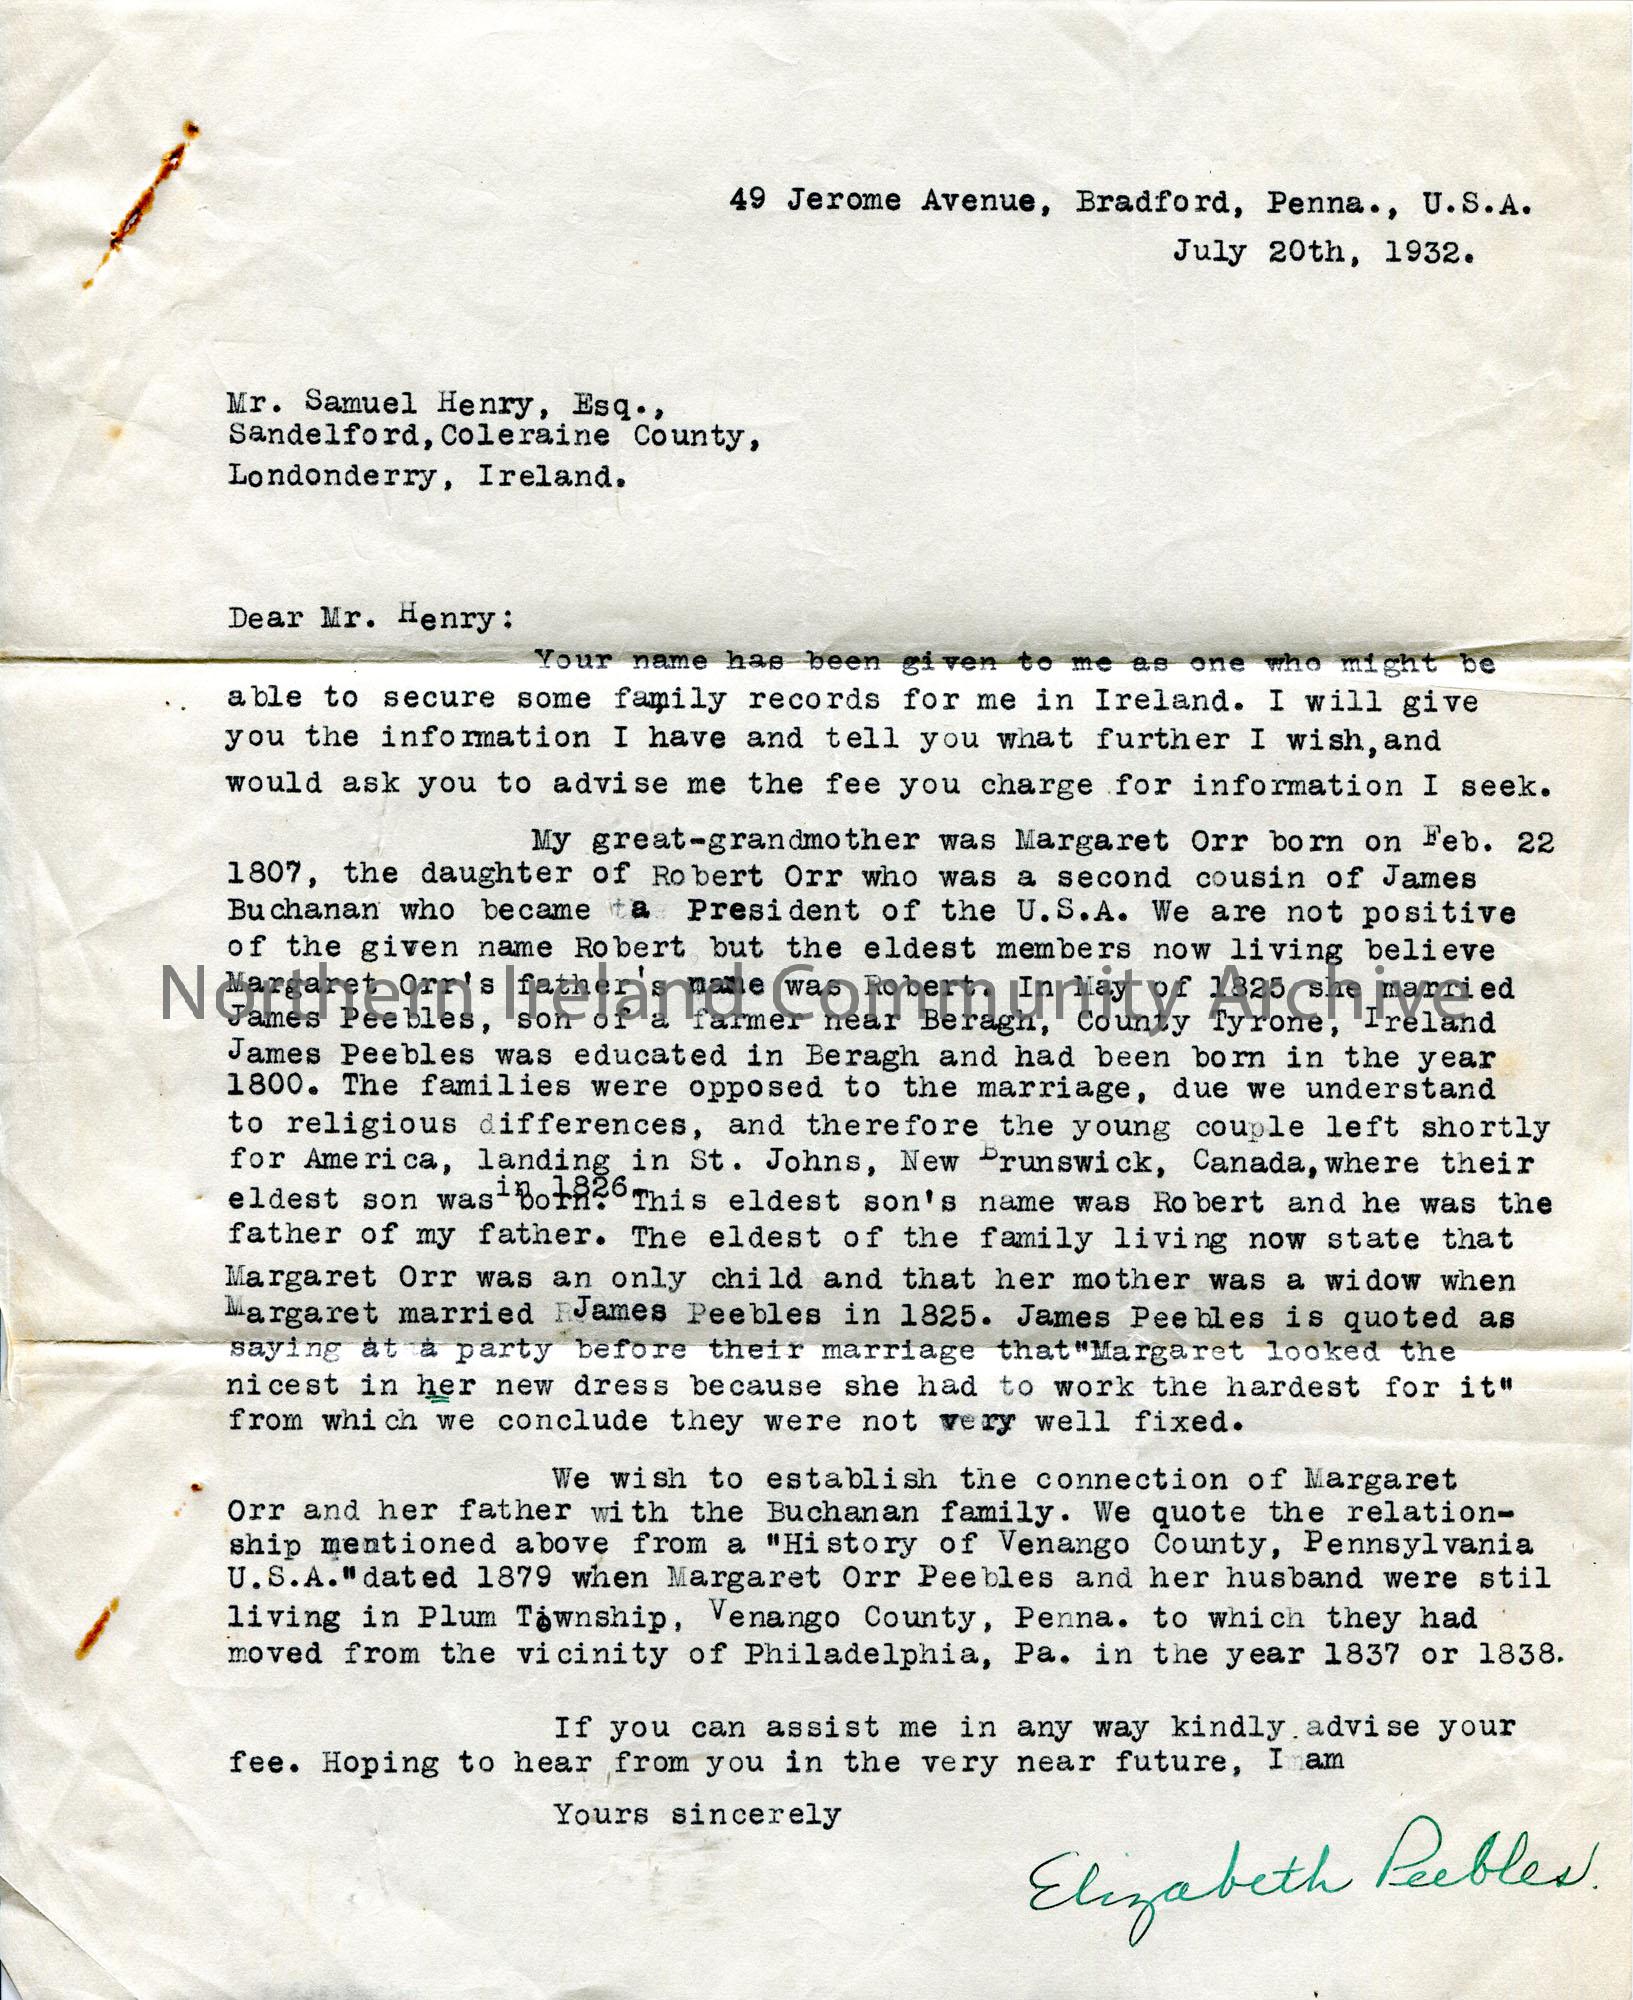 49 Jerome Avenue, Bradford, Penna., U.S.A.
July 20th, 1932.
Mr. Samuel Henry, Esq.,
Sandelford, Coleraine County,
Londonderry, Ireland.
Dear Mr. Henry:
Your name has been given to me as one who might be
able to secure some family records for me in Ireland. I will give
you the information I have and tell you what further I wish, and
would ask you to advise me the fee you charge for information I seek.
My great-grandmother was Margaret Orr born on Feb. 22
1807, the daughter of Robert Orr who was a second cousin of James
Buchanan who became a President of the U.S.A. We are not positive
of the given name Robert but the eldest members now living believe
Margaret Orr's father's name was Robert. In May of 1825 she married
Northern Ireland Community Archive
James Peebles, son of a farmer near Beragh, County Tyrone, Ireland
James Peebles was educated in Beragh and had been born in the year
1800. The families were opposed to the marriage, due we understand
to religious differences, and therefore the young couple left shortly
for America, landing in St. Johns, New Brunswick, Canada, where their
eldest son was born in 1826. This eldest son's name was Robert and he was the
father of my father. The eldest of the family living now state that
Margaret Orr was an only child and that her mother was a widow when
Margaret married James Peebles in 1825. James Peebles is quoted as
saying at a party before their marriage that "Margaret looked the
nicest in her new dress because she had to work the hardest for it"
from which we conclude they were not very well fixed.
We wish to establish the connection of Margaret
Orr and her father with the Buchanan family. We quote the relation-
ship mentioned above from a "History of Venango County, Pennsylvania
U.S.A." dated 1879 when Margaret Orr Peebles and her husband were stil
living in Plum Township, Venango County, Penna. to which they had
moved from the vicinity of Philadelphia, Pa. in the year 1837 or 1838.
If you can assist me in any way kindly advise your
fee. Hoping to hear from you in the very near future, I am
Yours sincerely
Elizabeth Peebles.